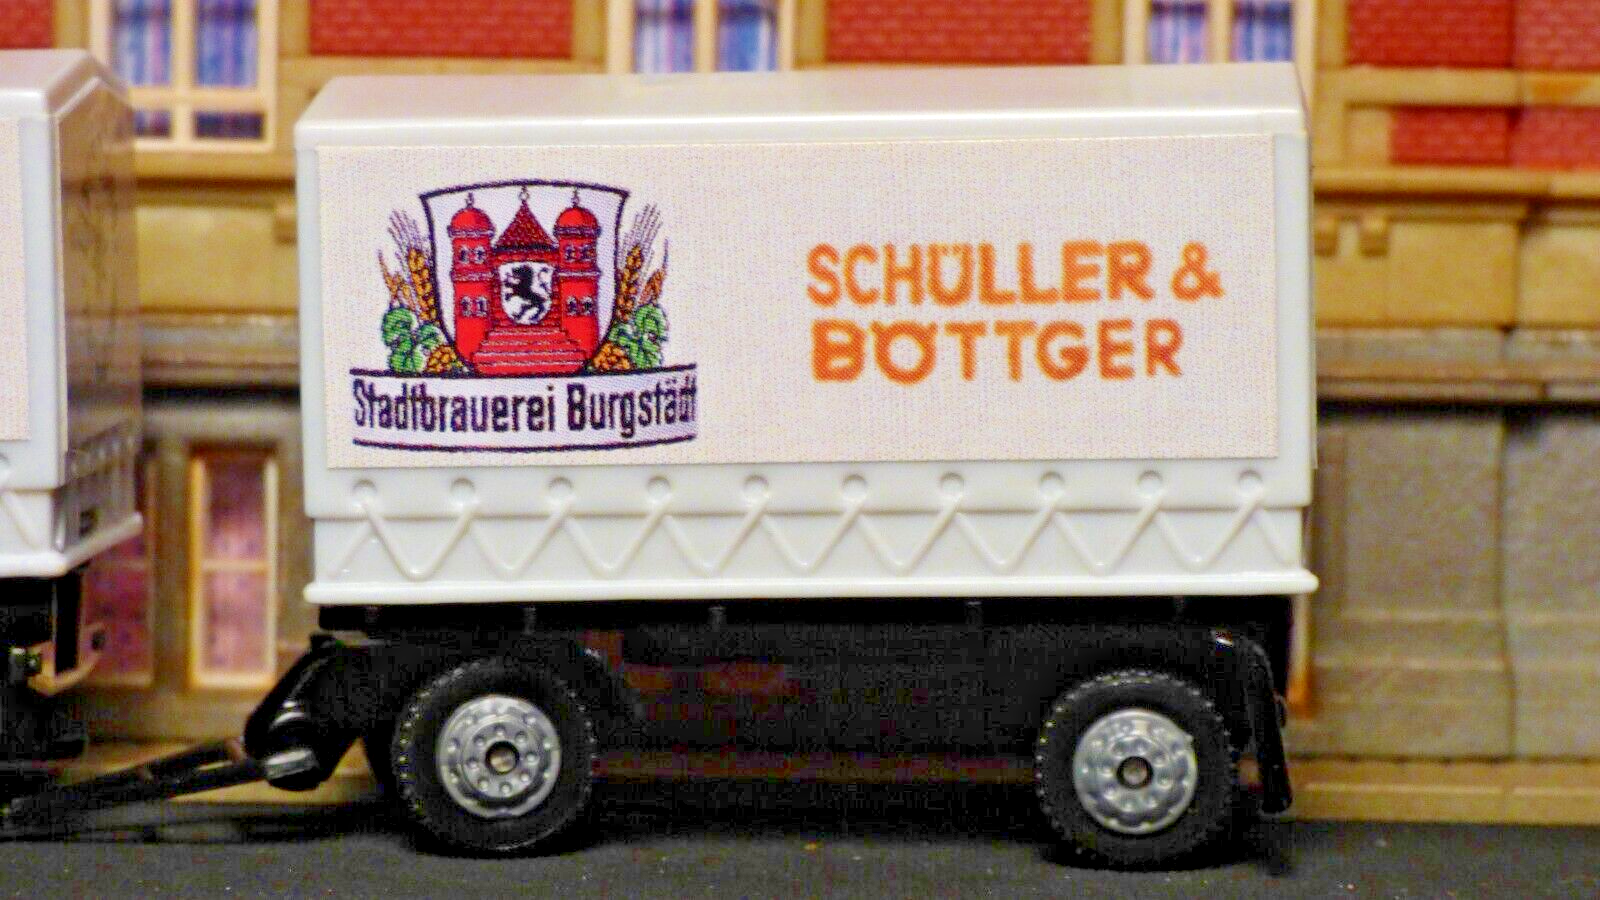 Stadtbrauerei Burgstädt
SCHÜLLER &
BÖTTGER